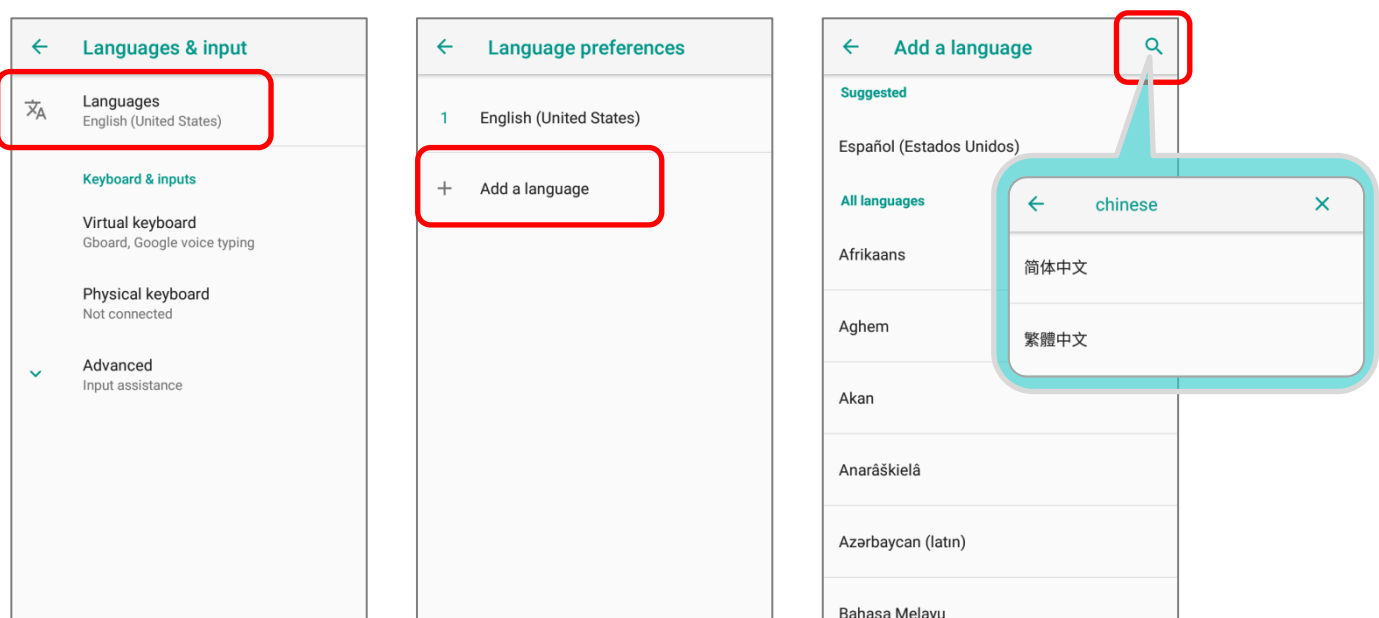 Languages & input
Languages
English (United States)
Keyboard & inputs
Virtual keyboard
Gboard, Google voice typing
Physical keyboard
Not connected
Advanced
Input assistance
Language preferences
1 English (United States)
Add a language
Add a language
Suggested
Español (Estados Unidos)
All languages
Afrikaans
Aghem
Akan
Anarâškielâ
Azərbaycan (latın)
Bahasa Melayu
chinese
简体中文
繁體中文